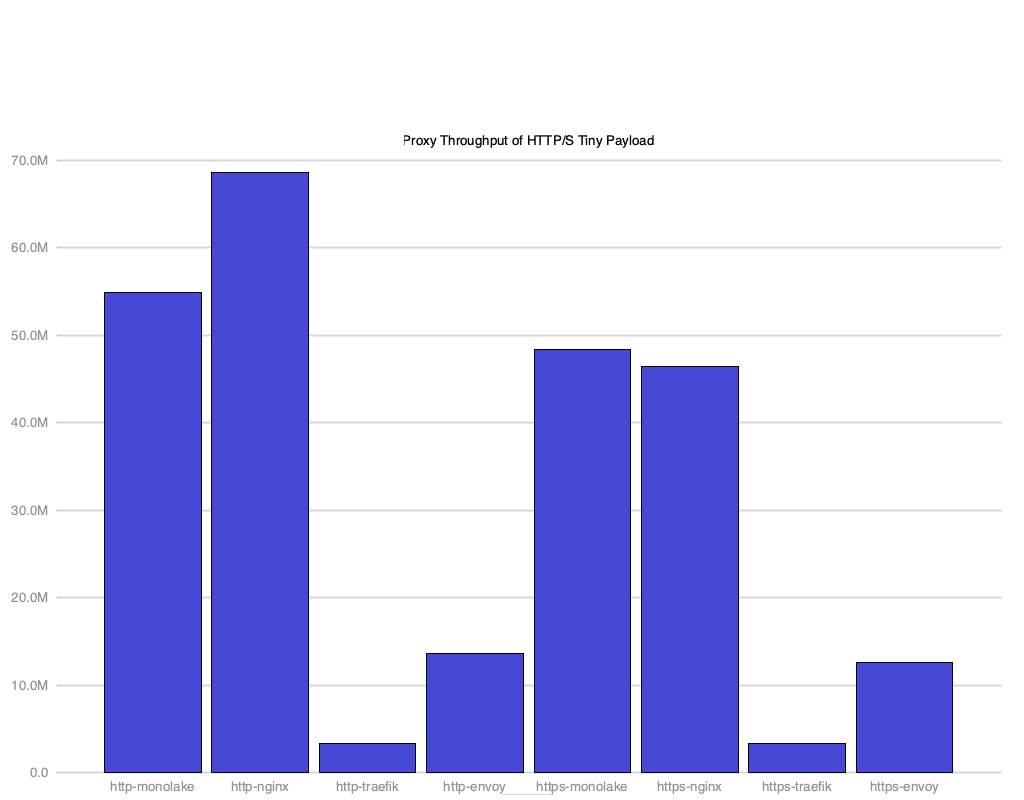 Proxy Throughput of HTTP/S Tiny Payload
70.0M
60.0M
50.0M
40.0M
30.0M
20.0M
10.0M
0.0
http-monolake http-nginx http-traefik http-envoy https-monolake https-nginx https-traefik https-envoy